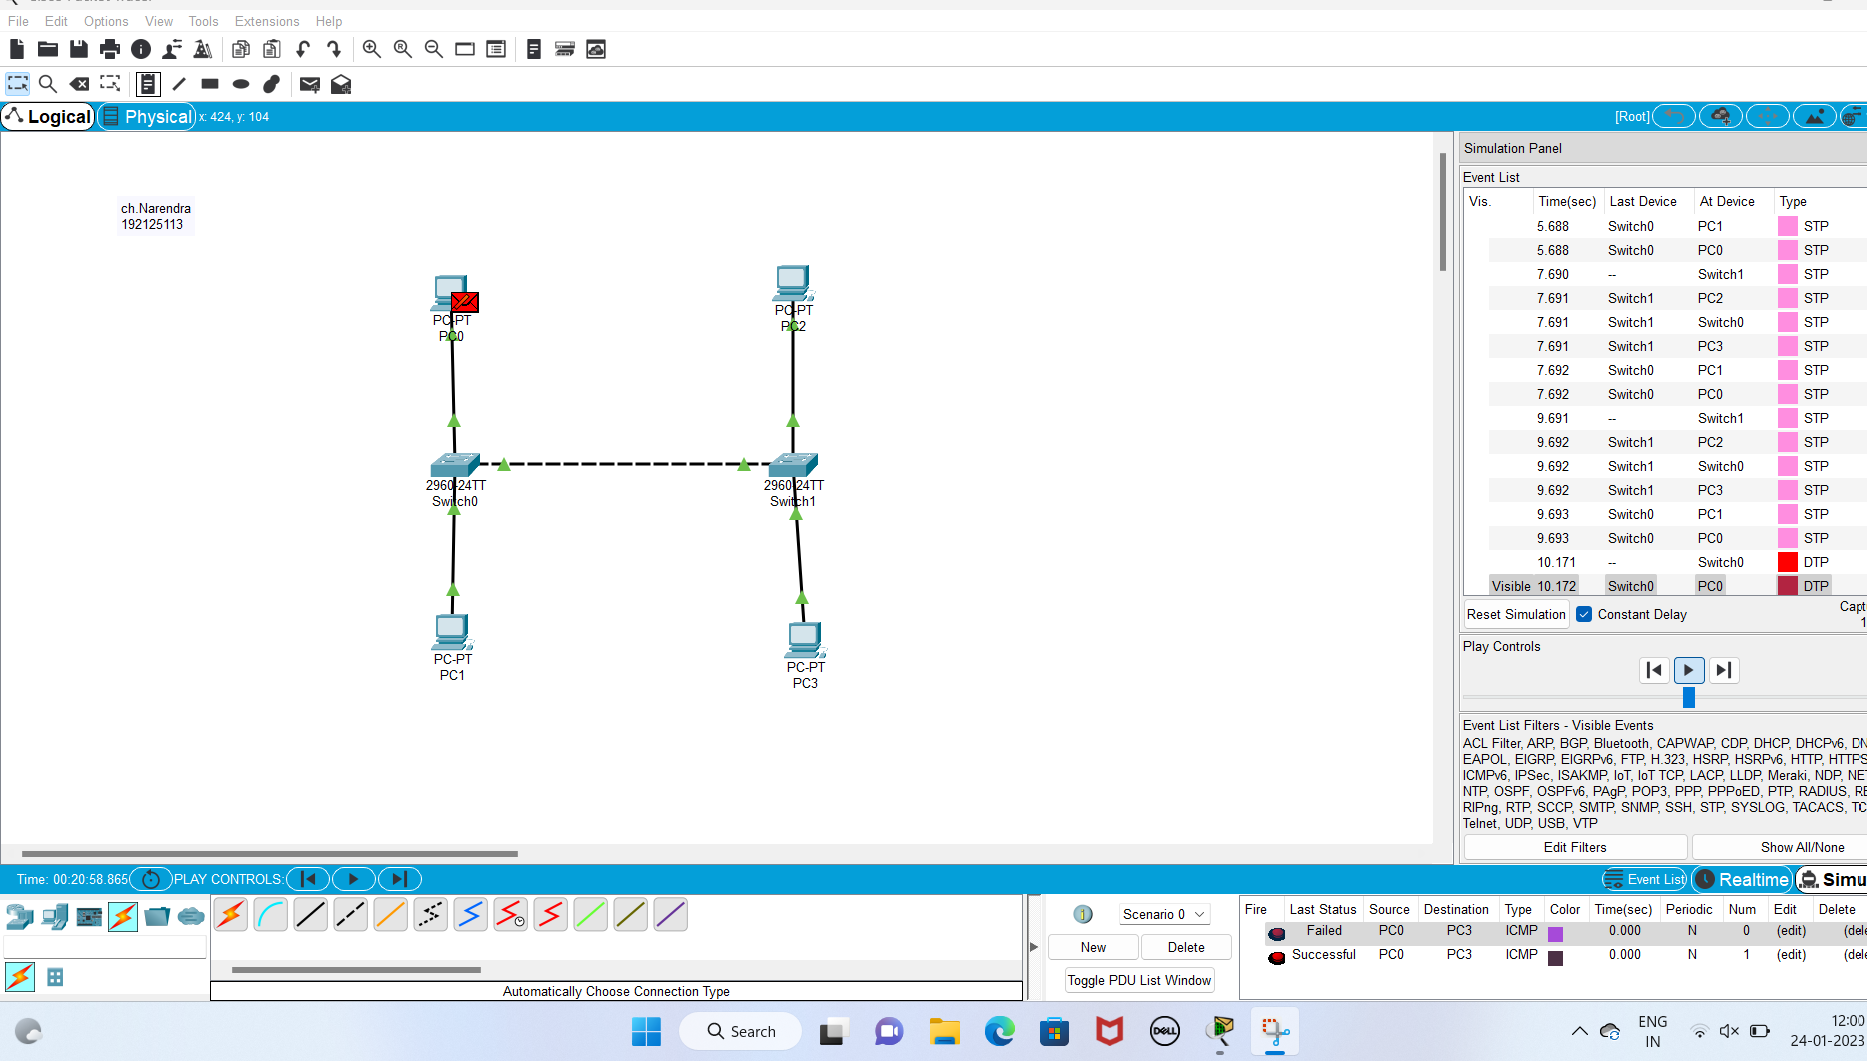 File Edit Options View Tools Extensions Help
Logical Physical x: 424, y: 104 [Root]
ch.Narendra
192125113
PC-PT
PC0
PC-PT
PC2
2960-24TT
Switch0
2960-24TT
Switch1
PC-PT
PC1
PC-PT
PC3
Simulation Panel
Event List
Vis. Time(sec) Last Device At Device Type
5.688 Switch0 PC1 STP
5.688 Switch0 PC0 STP
7.690 -- Switch1 STP
7.691 Switch1 PC2 STP
7.691 Switch1 Switch0 STP
7.691 Switch1 PC3 STP
7.692 Switch0 PC1 STP
7.692 Switch0 PC0 STP
9.691 -- Switch1 STP
9.692 Switch1 PC2 STP
9.692 Switch1 Switch0 STP
9.692 Switch1 PC3 STP
9.693 Switch0 PC1 STP
9.693 Switch0 PC0 STP
10.171 -- Switch0 DTP
Visible 10.172 Switch0 PC0 DTP
Reset Simulation Constant Delay Capt
1
Play Controls
Event List Filters - Visible Events
ACL Filter, ARP, BGP, Bluetooth, CAPWAP, CDP, DHCP, DHCPv6, DN
EAPOL, EIGRP, EIGRPv6, FTP, H.323, HSRP, HSRPv6, HTTP, HTTPS
ICMPv6, IPSec, ISAKMP, IoT, IoT TCP, LACP, LLDP, Meraki, NDP, NE
NTP, OSPF, OSPFv6, PAgP, POP3, PPP, PPPoED, PTP, RADIUS, RE
RIPng, RTP, SCCP, SMTP, SNMP, SSH, STP, SYSLOG, TACACS, TC
Telnet, UDP, USB, VTP
Edit Filters Show All/None
Time: 00:20:58.865 PLAY CONTROLS: Event List Realtime Simu
Scenario 0
New Delete
Toggle PDU List Window
Fire Last Status Source Destination Type Color Time(sec) Periodic Num Edit Delete
Failed PC0 PC3 ICMP 0.000 N 0 (edit) (dele
Successful PC0 PC3 ICMP 0.000 N 1 (edit) (dele
Automatically Choose Connection Type
Search
DELL
ENG
IN
12:00
24-01-2023